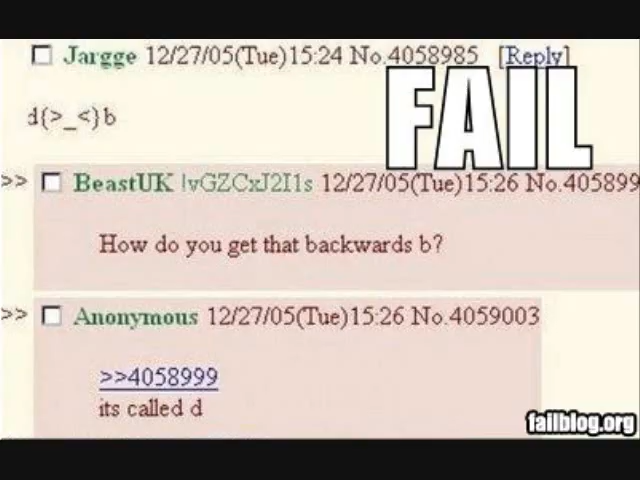 Jargge 12/27/05(Tue)15:24 No.4058985 [Reply]
FAIL
d{>_<}b
>> BeastUK !vGZCxJ2I1s 12/27/05(Tue)15:26 No.405899
How do you get that backwards b?
>> Anonymous 12/27/05(Tue)15:26 No.4059003
>>4058999
its called d
failblog.org